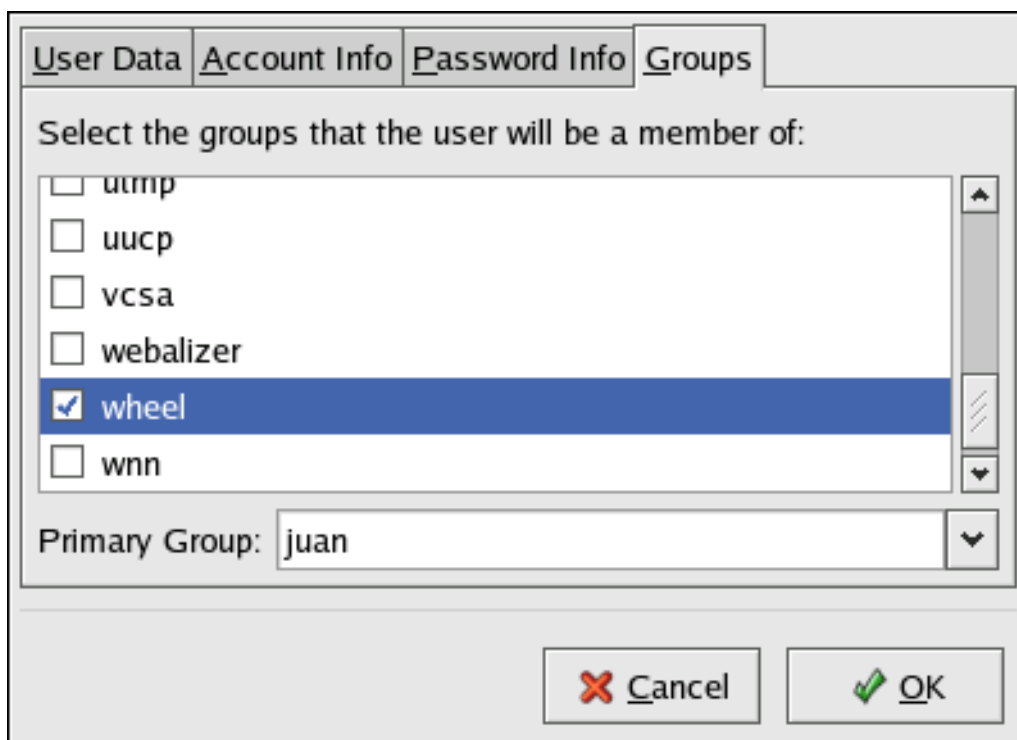 User Data Account Info Password Info Groups
Select the groups that the user will be a member of:
utmp
uucp
vcsa
webalizer
wheel
wnn
Primary Group: juan
Cancel OK